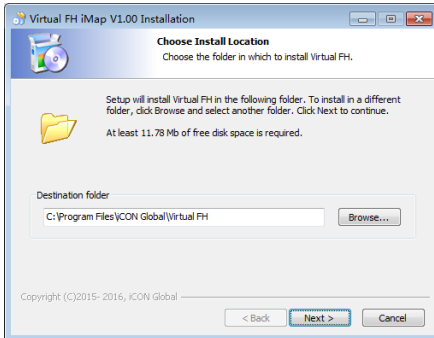 Virtual FH iMap V1.00 Installation
Choose Install Location
Choose the folder in which to install Virtual FH.
Setup will install Virtual FH in the following folder. To install in a different
folder, click Browse and select another folder. Click Next to continue.
At least 11.78 Mb of free disk space is required.
Destination folder
C:\Program Files\iCON Global\Virtual FH
Browse...
Copyright (C)2015- 2016, iCON Global
< Back
Next >
Cancel